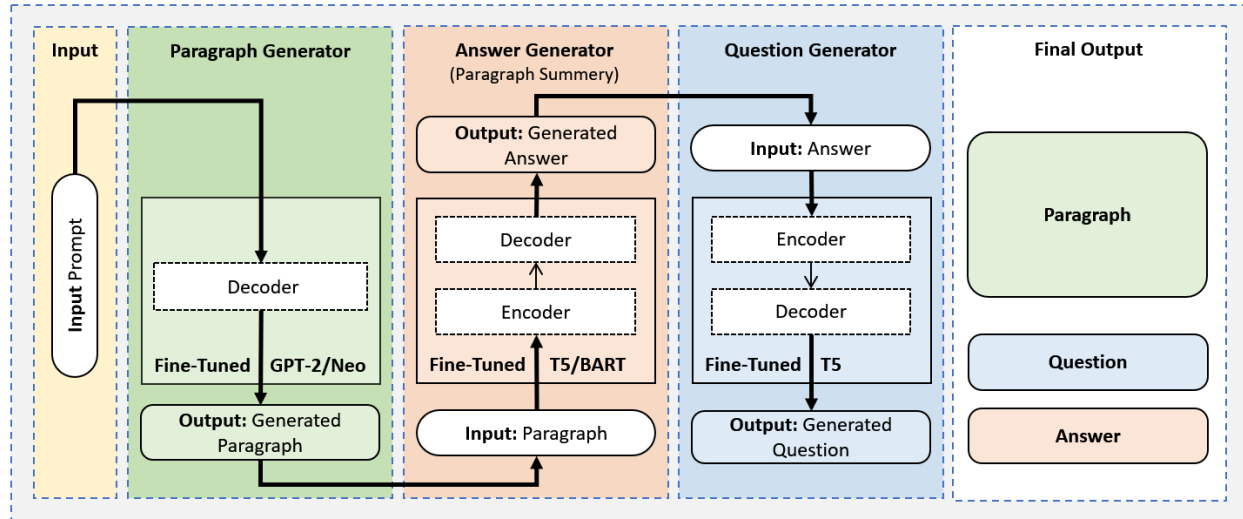 Input
Input Prompt
Paragraph Generator
Decoder
Fine-Tuned GPT-2/Neo
Output: Generated
Paragraph
Answer Generator
(Paragraph Summery)
Output: Generated
Answer
Decoder
Encoder
Fine-Tuned T5/BART
Input: Paragraph
Question Generator
Input: Answer
Encoder
Decoder
Fine-Tuned T5
Output: Generated
Question
Final Output
Paragraph
Question
Answer